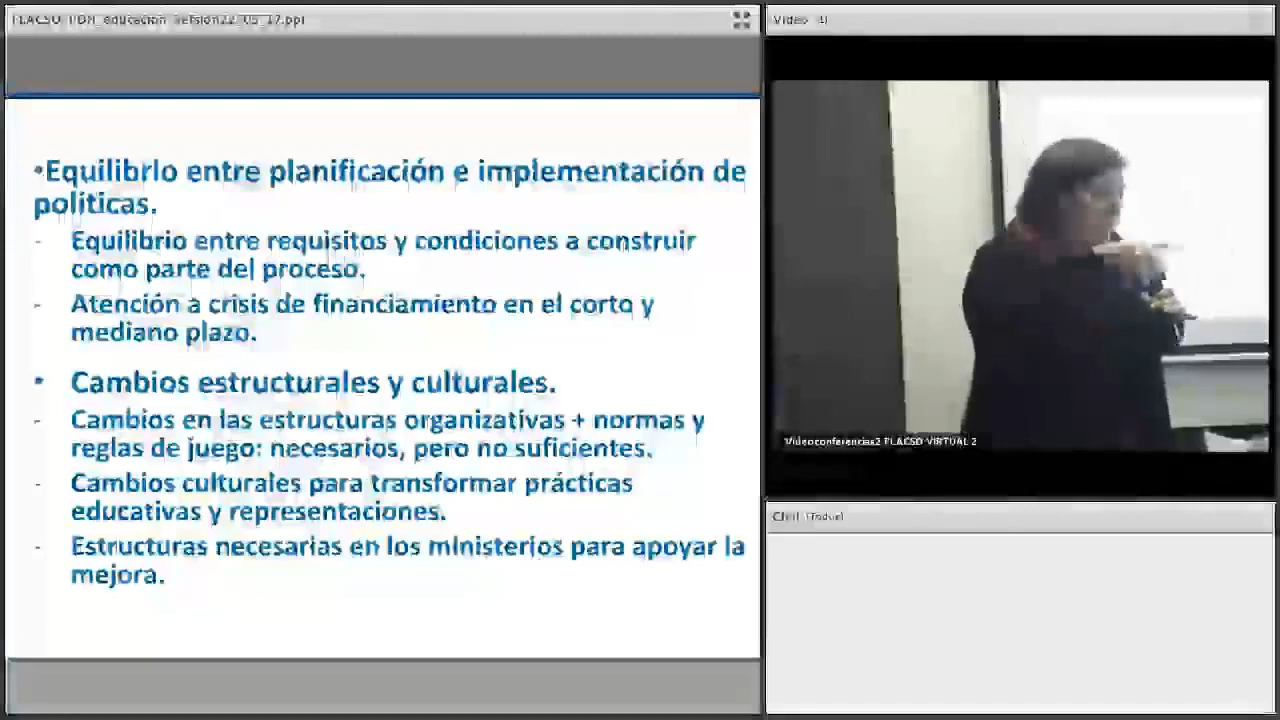 •Equilibrio entre planificación e implementación de
políticas.
- Equilibrio entre requisitos y condiciones a construir
como parte del proceso.
- Atención a crisis de financiamiento en el corto y
mediano plazo.
• Cambios estructurales y culturales.
- Cambios en las estructuras organizativas + normas y
reglas de juego: necesarios, pero no suficientes.
- Cambios culturales para transformar prácticas
educativas y representaciones.
- Estructuras necesarias en los ministerios para apoyar la
mejora.
Video
Videoconferencias2 FLACSO VIRTUAL 2
Chat (Todos)